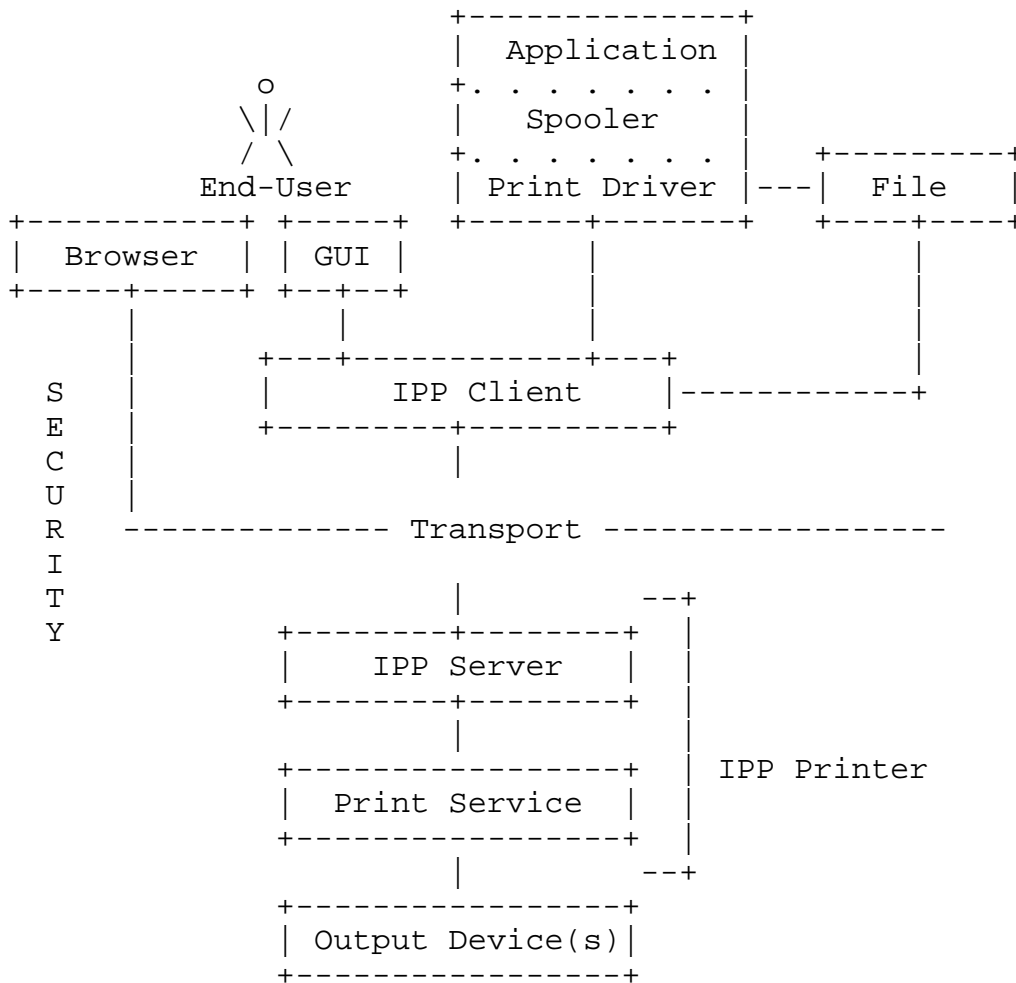 Application
Spooler
End-User
Print Driver
File
Browser
GUI
IPP Client
SECURITY
Transport
IPP Server
IPP Printer
Print Service
Output Device(s)